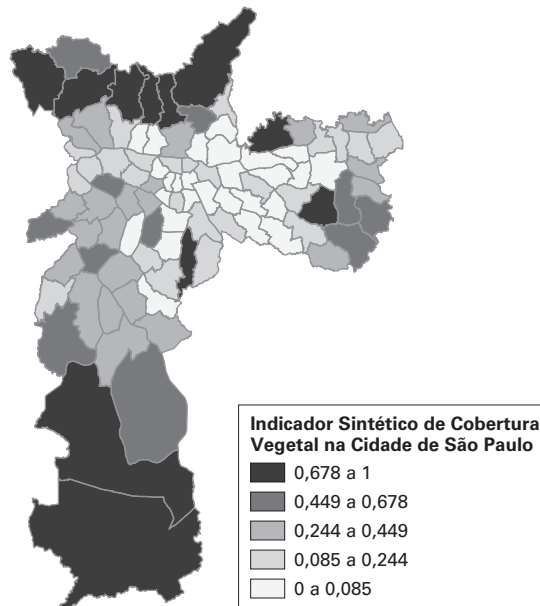 Indicador Sintético de Cobertura
Vegetal na Cidade de São Paulo
0,678 a 1
0,449 a 0,678
0,244 a 0,449
0,085 a 0,244
0 a 0,085